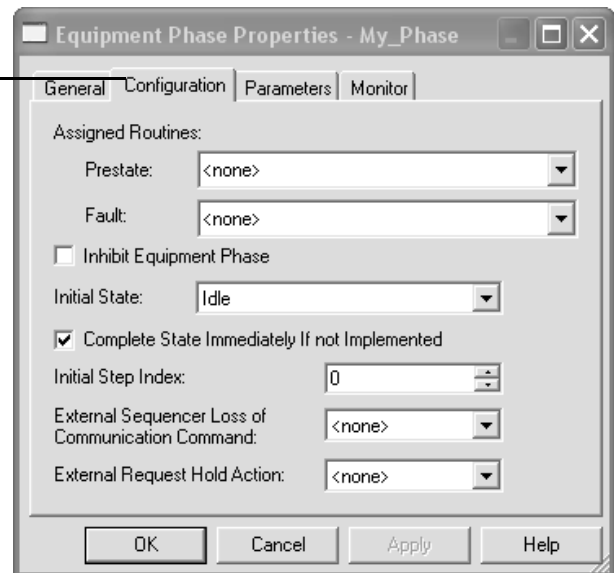 Equipment Phase Properties - My_Phase
General Configuration Parameters Monitor
Assigned Routines:
Prestate: <none>
Fault: <none>
Inhibit Equipment Phase
Initial State: Idle
Complete State Immediately If not Implemented
Initial Step Index: 0
External Sequencer Loss of
Communication Command: <none>
External Request Hold Action: <none>
OK Cancel Apply Help